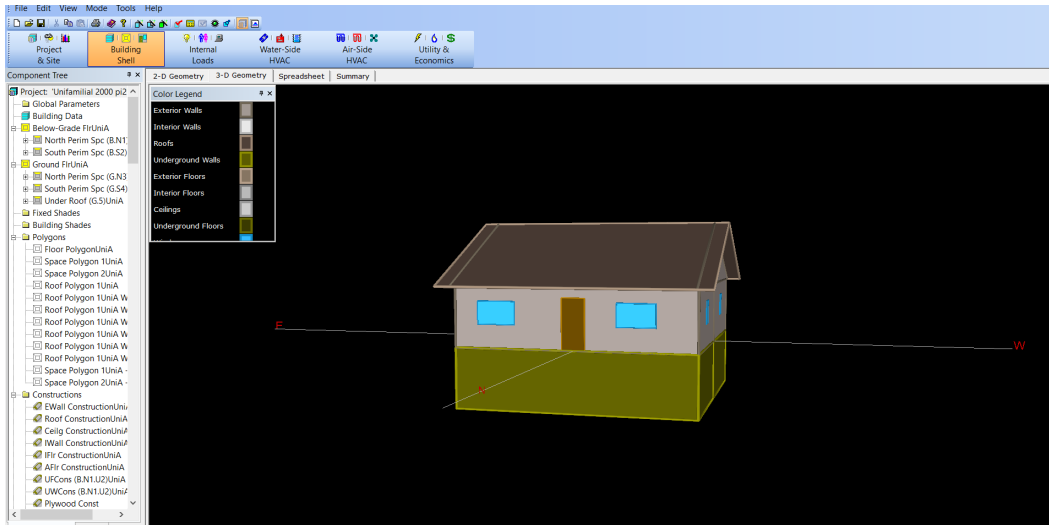 File Edit View Mode Tools Help
Project & Site
Building Shell
Internal Loads
Water-Side HVAC
Air-Side HVAC
Utility & Economics
Component Tree
2-D Geometry 3-D Geometry Spreadsheet Summary
Project: 'Unifamilial 2000 pi2
Global Parameters
Building Data
Below-Grade FlrUniA
North Perim Spc (B.N1)
South Perim Spc (B.S2)
Ground FlrUniA
North Perim Spc (G.N3
South Perim Spc (G.S4)
Under Roof (G.5)UniA
Fixed Shades
Building Shades
Polygons
Floor PolygonUniA
Space Polygon 1UniA
Space Polygon 2UniA
Roof Polygon 1UniA
Roof Polygon 1UniA W
Roof Polygon 1UniA W
Roof Polygon 1UniA W
Roof Polygon 1UniA W
Roof Polygon 1UniA W
Roof Polygon 1UniA W
Space Polygon 1UniA -
Space Polygon 2UniA -
Constructions
EWall ConstructionUni
Roof ConstructionUniA
Ceilg ConstructionUniA
IWall ConstructionUniA
IFlr ConstructionUniA
AFlr ConstructionUniA
UFCons (B.N1.U2)UniA
UWCons (B.N1.U2)UniA
Plywood Const
Color Legend
Exterior Walls
Interior Walls
Roofs
Underground Walls
Exterior Floors
Interior Floors
Ceilings
Underground Floors
E
N
W